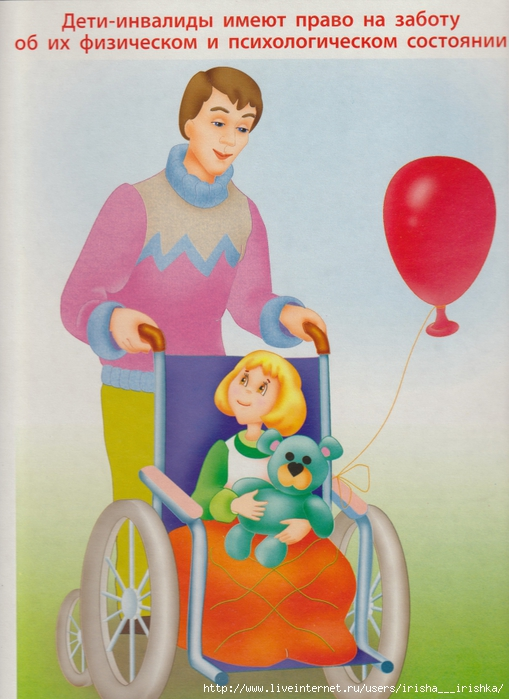 Дети-инвалиды имеют право на заботу
об их физическом и психологическом состоянии
http://www.liveinternet.ru/users/irisha___irishka/